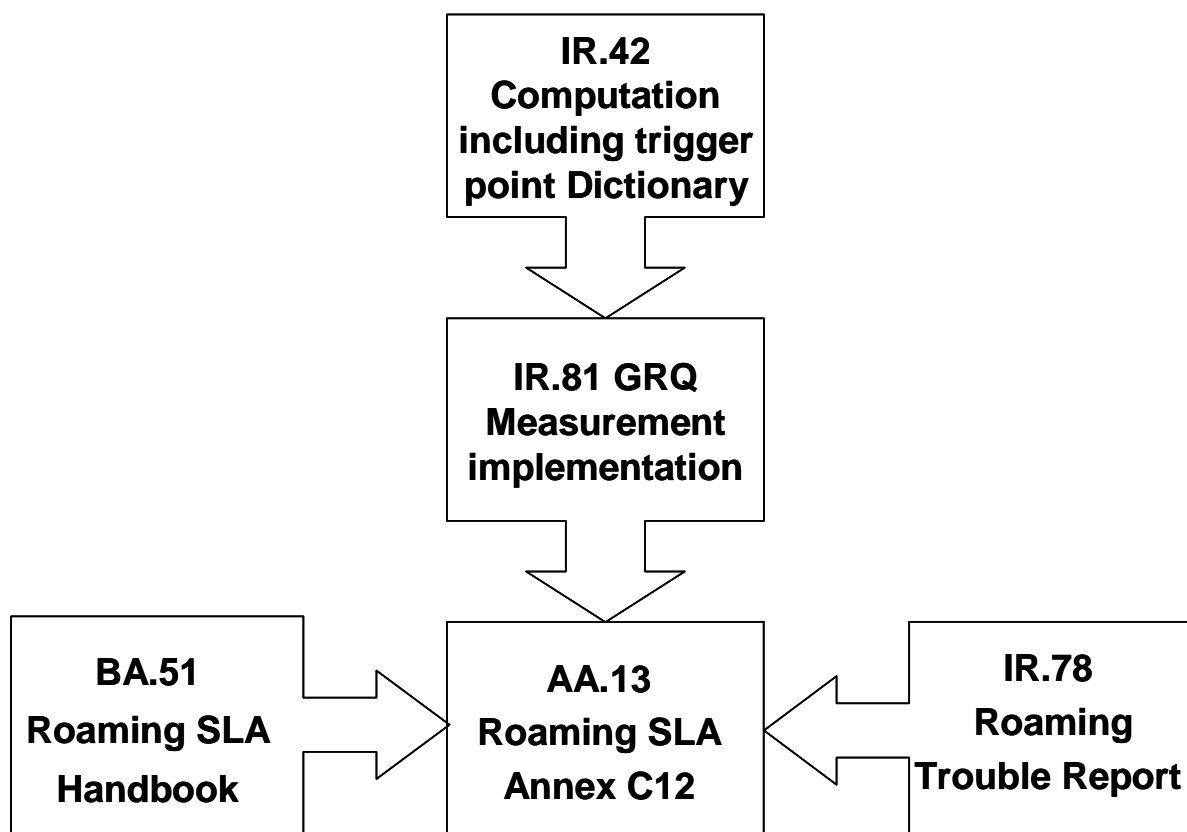 IR.42
Computation
including trigger
point Dictionary
IR.81 GRQ
Measurement
implementation
BA.51
Roaming SLA
Handbook
AA.13
Roaming SLA
Annex C12
IR.78
Roaming
Trouble Report